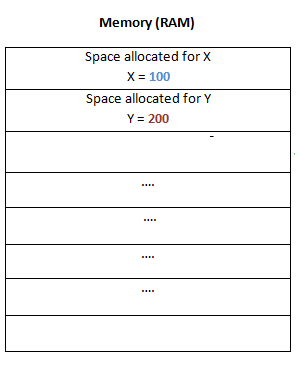 Memory (RAM)
Space allocated for X
X = 100
Space allocated for Y
Y = 200
-
....
....
....
....